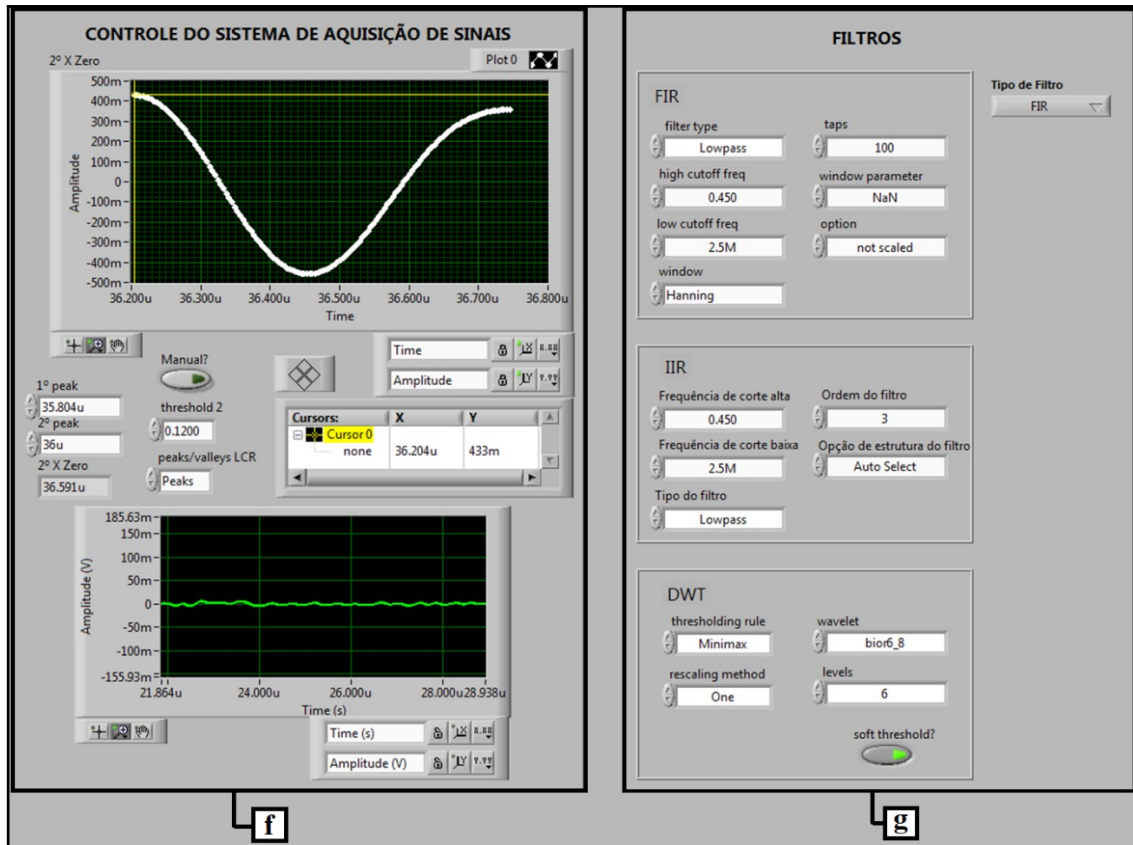 CONTROLE DO SISTEMA DE AQUISIÇÃO DE SINAIS
2º X Zero
Plot 0
500m
400m
300m
200m
100m
0
-100m
-200m
-300m
-400m
-500m
Amplitude
36.200u 36.300u 36.400u 36.500u 36.600u 36.700u 36.800u
Time
Manual?
Time
Amplitude
1º peak
35.804u
2º peak
36u
2º X Zero
36.591u
threshold 2
0.1200
peaks/valleys LCR
Peaks
Cursors: X Y
Cursor 0
none 36.204u 433m
185.63m
150m
100m
50m
0
-50m
-100m
-155.93m
Amplitude (V)
21.864u 24.000u 26.000u 28.000u 28.938u
Time (s)
Time (s)
Amplitude (V)
f
FILTROS
Tipo de Filtro
FIR
FIR
filter type taps
Lowpass 100
high cutoff freq window parameter
0.450 NaN
low cutoff freq option
2.5M not scaled
window
Hanning
IIR
Frequência de corte alta Ordem do filtro
0.450 3
Frequência de corte baixa Opção de estrutura do filtro
2.5M Auto Select
Tipo do filtro
Lowpass
DWT
thresholding rule wavelet
Minimax bior6_8
rescaling method levels
One 6
soft threshold?
g